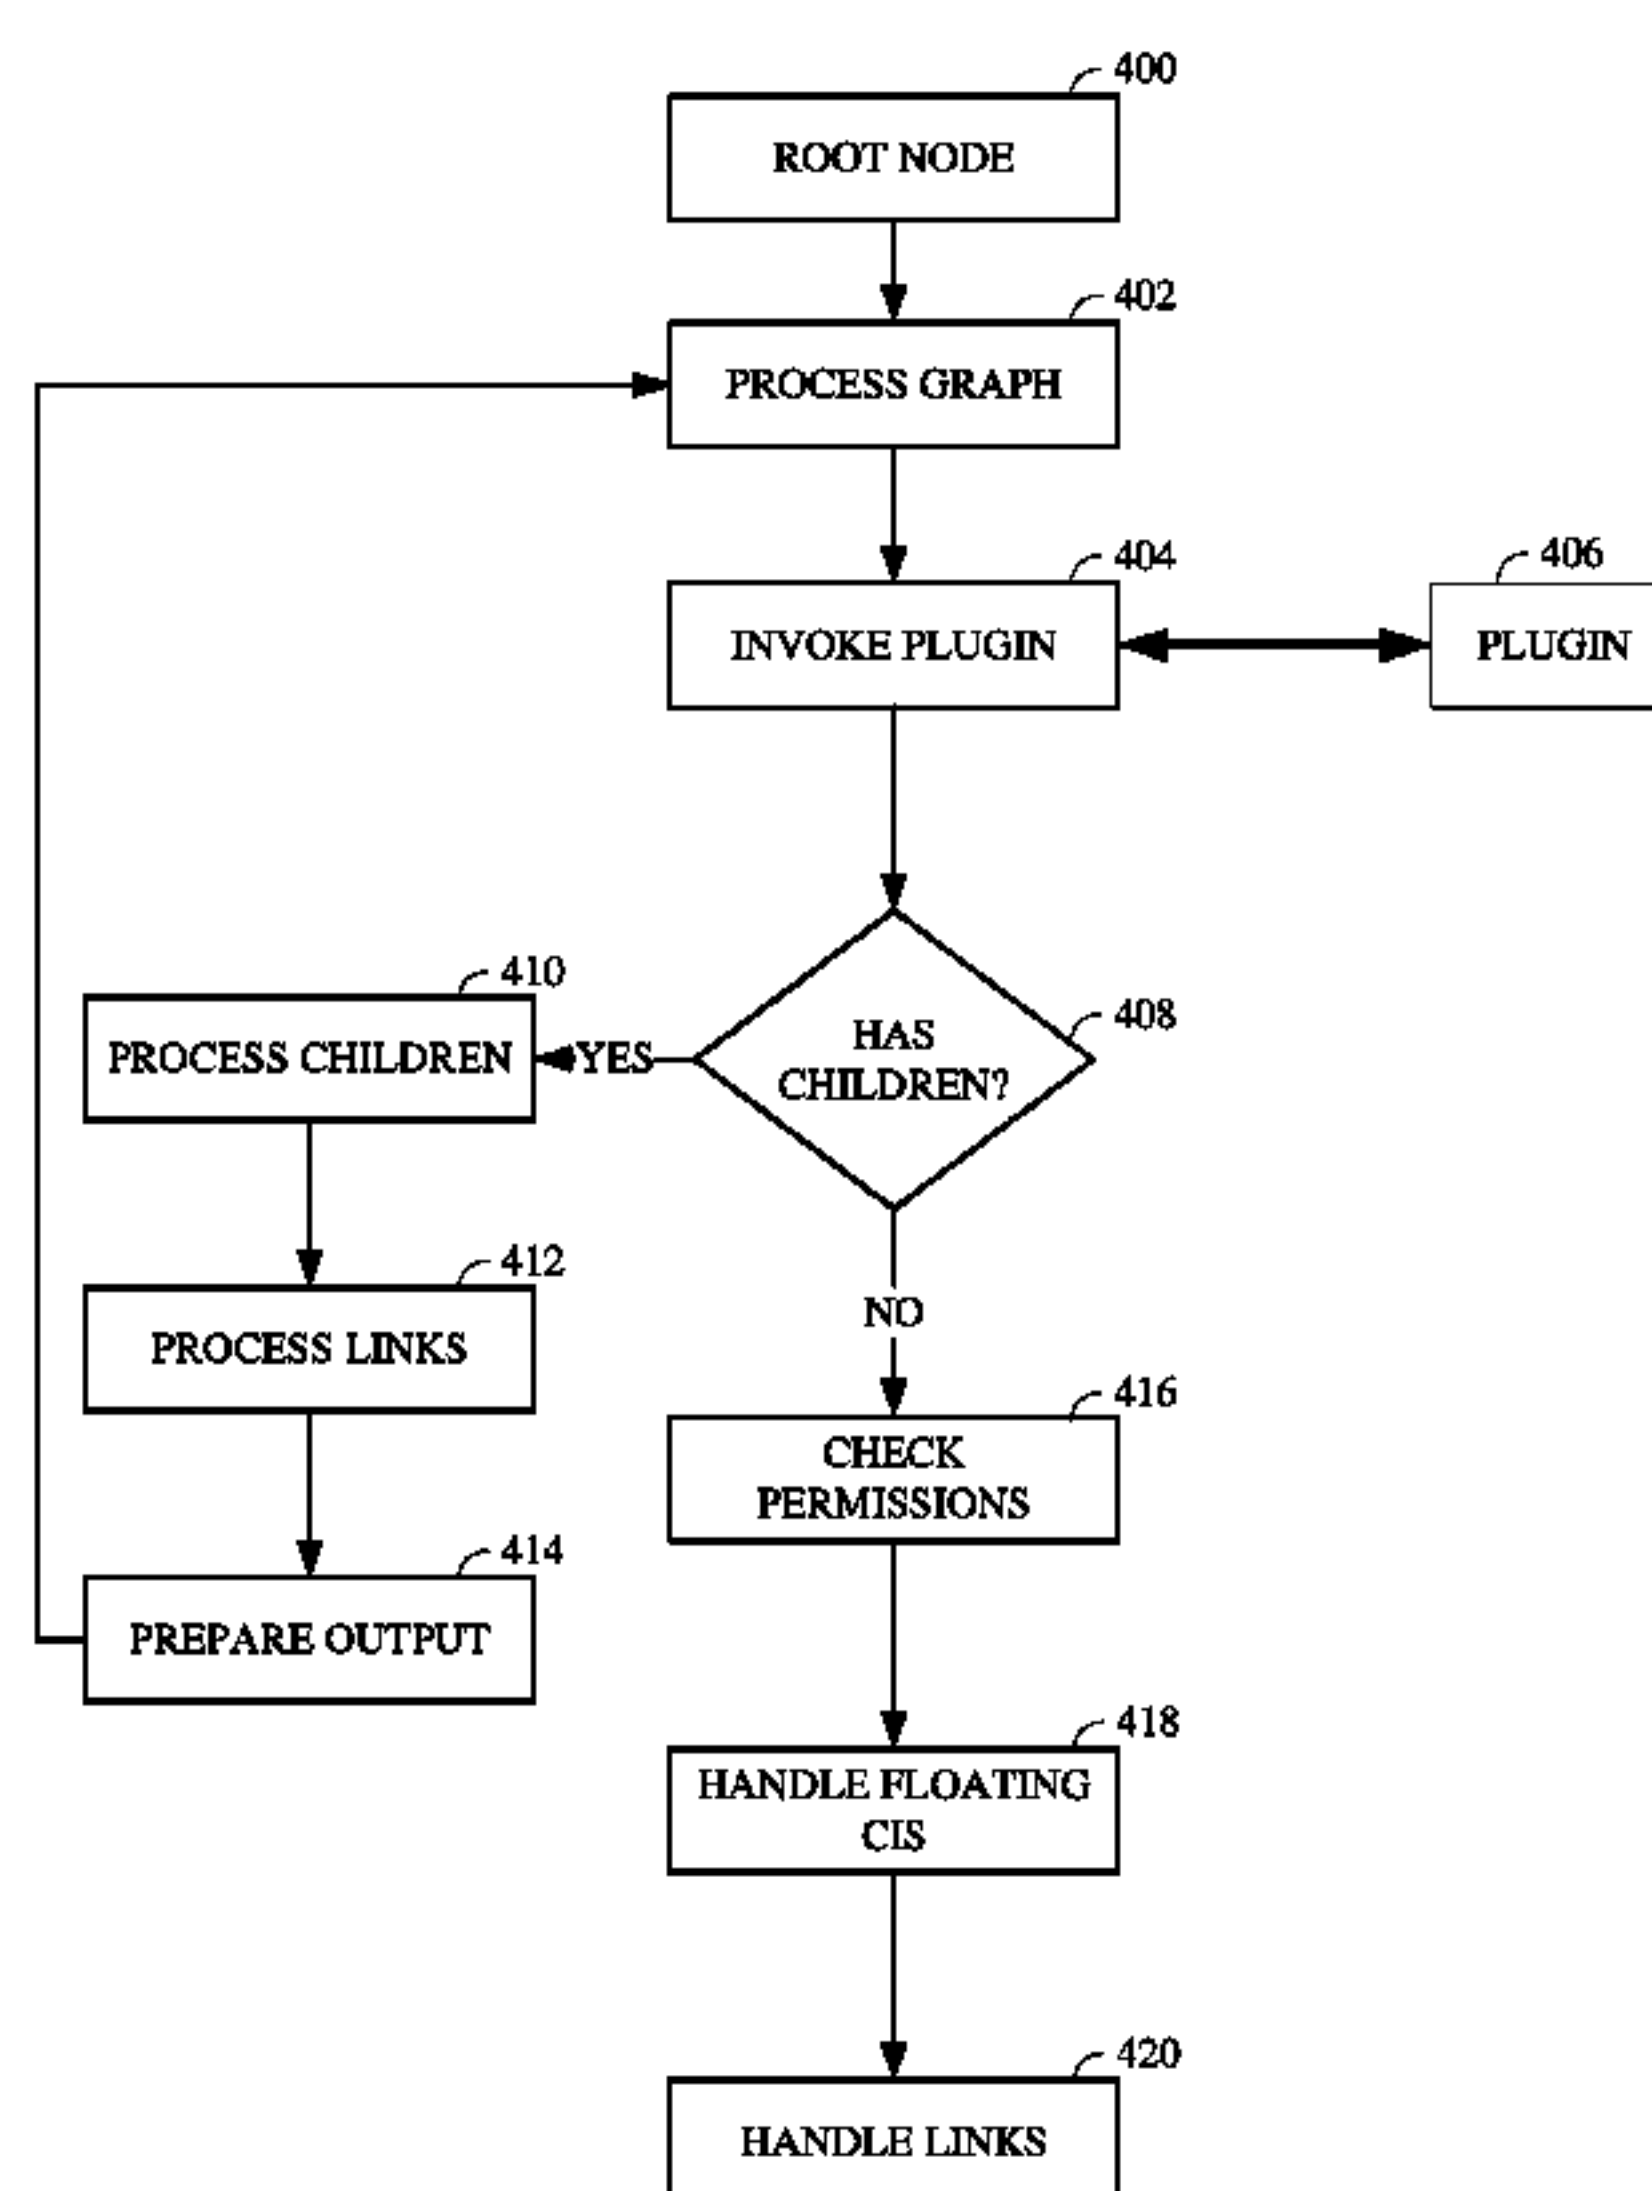 400
ROOT NODE
402
PROCESS GRAPH
404
INVOKE PLUGIN
406
PLUGIN
408
HAS
CHILDREN?
YES
410
PROCESS CHILDREN
412
PROCESS LINKS
414
PREPARE OUTPUT
NO
416
CHECK
PERMISSIONS
418
HANDLE FLOATING
CIS
420
HANDLE LINKS